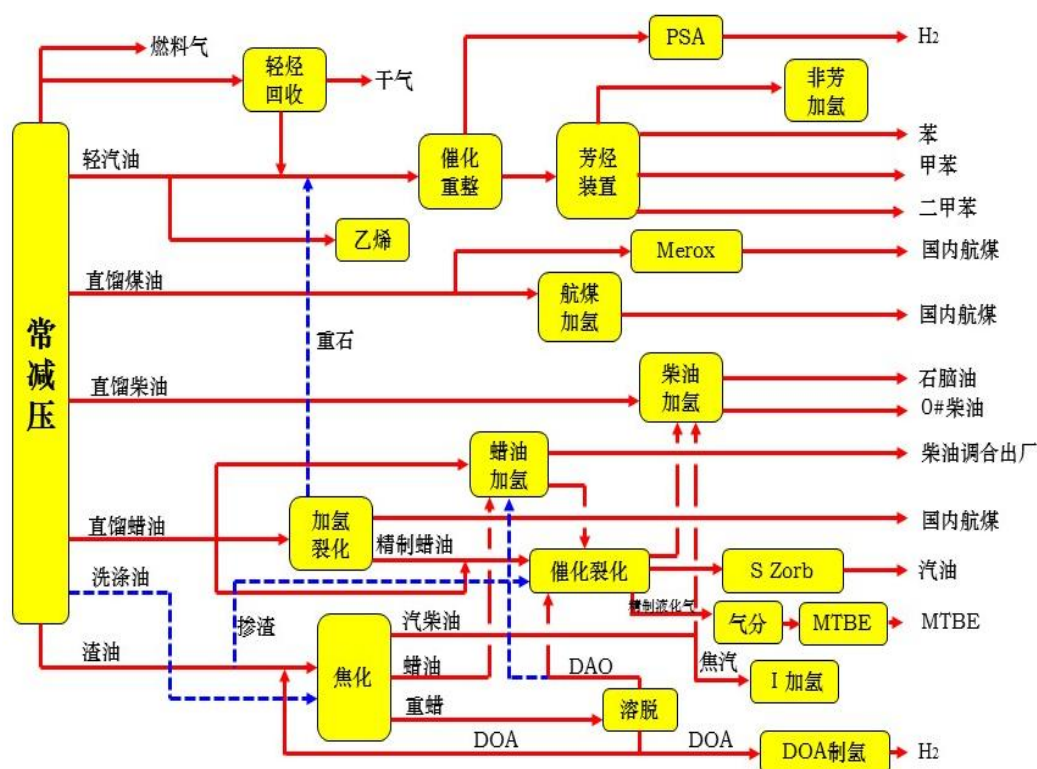 燃料气
PSA
H2
轻烃
回收
干气
非芳
加氢
轻汽油
催化
重整
芳烃
装置
苯
甲苯
二甲苯
乙烯
Merox
国内航煤
直馏煤油
航煤
加氢
国内航煤
常减压
重石
直馏柴油
柴油
加氢
石脑油
0#柴油
蜡油
加氢
柴油调合出厂
直馏蜡油
加氢
裂化
国内航煤
精制蜡油
催化裂化
S Zorb
汽油
洗涤油
掺渣
精制液化气
气分
MTBE
MTBE
汽柴油
渣油
焦化
蜡油
DAO
焦汽
I 加氢
重蜡
溶脱
DOA
DOA
DOA制氢
H2